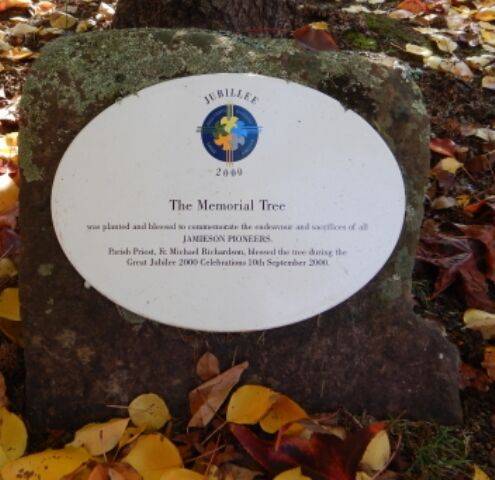 JUBILLEE
2000
The Memorial Tree
was planted and blessed to commemorate the endeavour and sacrifices of all
JAMIESON PIONEERS.
Parish Priest, Fr. Michael Richardson, blessed the tree during the
Great Jubilee 2000 Celebrations 10th September 2000.